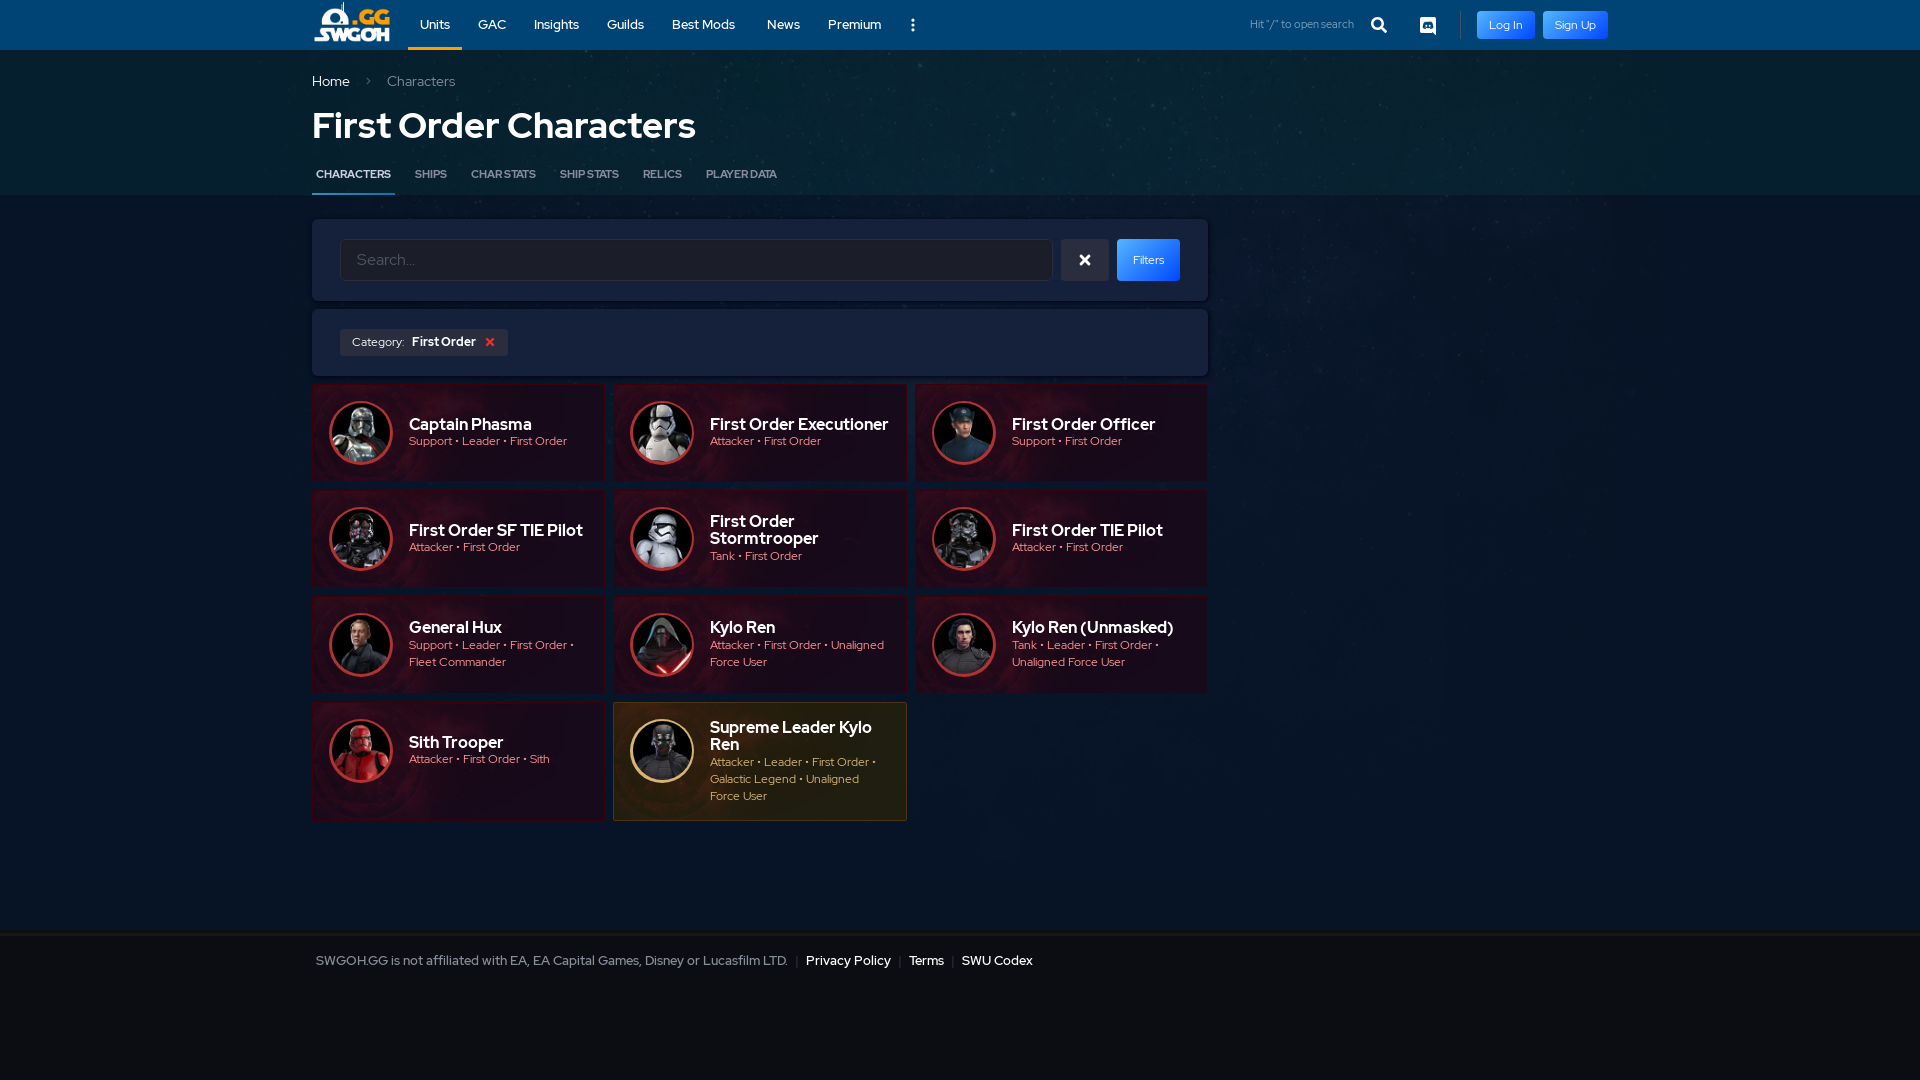 .GG
SWGOH
Units GAC Insights Guilds Best Mods News Premium
Hit "/" to open search
Log In Sign Up
Home Characters
First Order Characters
CHARACTERS SHIPS CHAR STATS SHIP STATS RELICS PLAYER DATA
Search...
Filters
Category: First Order
Captain Phasma
Support • Leader • First Order
First Order Executioner
Attacker • First Order
First Order Officer
Support • First Order
First Order SF TIE Pilot
Attacker • First Order
First Order
Stormtrooper
Tank • First Order
First Order TIE Pilot
Attacker • First Order
General Hux
Support • Leader • First Order •
Fleet Commander
Kylo Ren
Attacker • First Order • Unaligned
Force User
Kylo Ren (Unmasked)
Tank • Leader • First Order •
Unaligned Force User
Sith Trooper
Attacker • First Order • Sith
Supreme Leader Kylo
Ren
Attacker • Leader • First Order •
Galactic Legend • Unaligned
Force User
SWGOH.GG is not affiliated with EA, EA Capital Games, Disney or Lucasfilm LTD. | Privacy Policy | Terms | SWU Codex